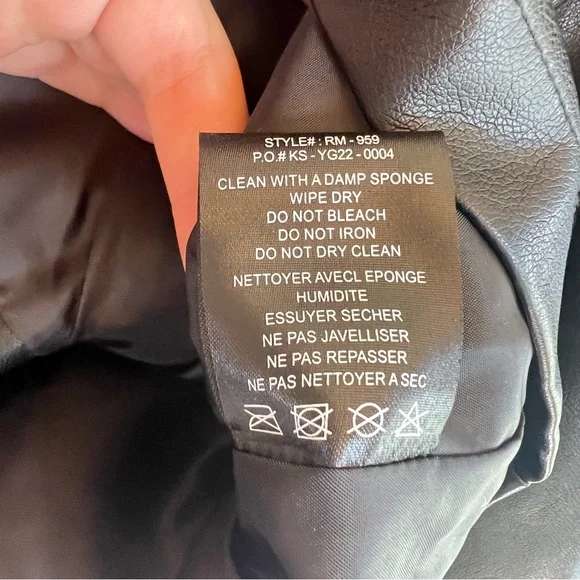 STYLE# : RM - 959
P.O.# KS - YG22 - 0004
CLEAN WITH A DAMP SPONGE
WIPE DRY
DO NOT BLEACH
DO NOT IRON
DO NOT DRY CLEAN
NETTOYER AVECL EPONGE
HUMIDITE
ESSUYER SECHER
NE PAS JAVELLISER
NE PAS REPASSER
NE PAS NETTOYER A SEC